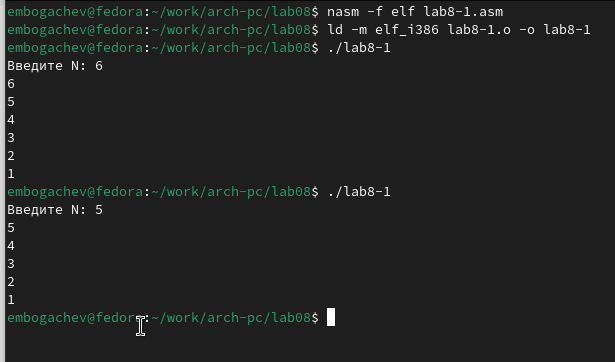 embogachev@fedora:~/work/arch-pc/lab08$ nasm -f elf lab8-1.asm
embogachev@fedora:~/work/arch-pc/lab08$ ld -m elf_i386 lab8-1.o -o lab8-1
embogachev@fedora:~/work/arch-pc/lab08$ ./lab8-1
Введите N: 6
6
5
4
3
2
1
embogachev@fedora:~/work/arch-pc/lab08$ ./lab8-1
Введите N: 5
5
4
3
2
1
embogachev@fedora:~/work/arch-pc/lab08$